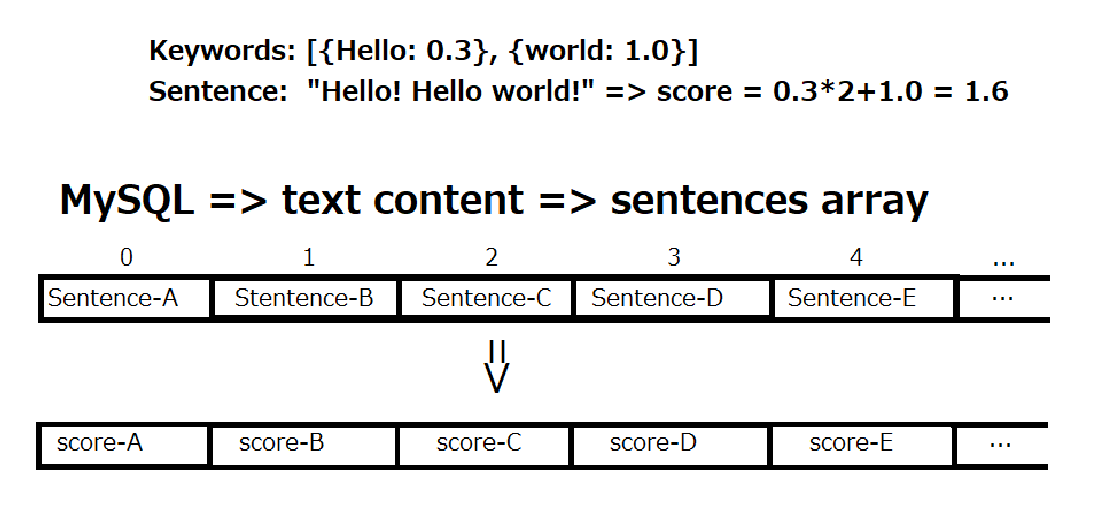 Keywords: [{Hello: 0.3}, {world: 1.0}]
Sentence: "Hello! Hello world!" => score = 0.3*2+1.0 = 1.6
MySQL => text content => sentences array
0 1 2 3 4 ...
Sentence-A Stentence-B Sentence-C Sentence-D Sentence-E ...
=>
score-A score-B score-C score-D score-E ...